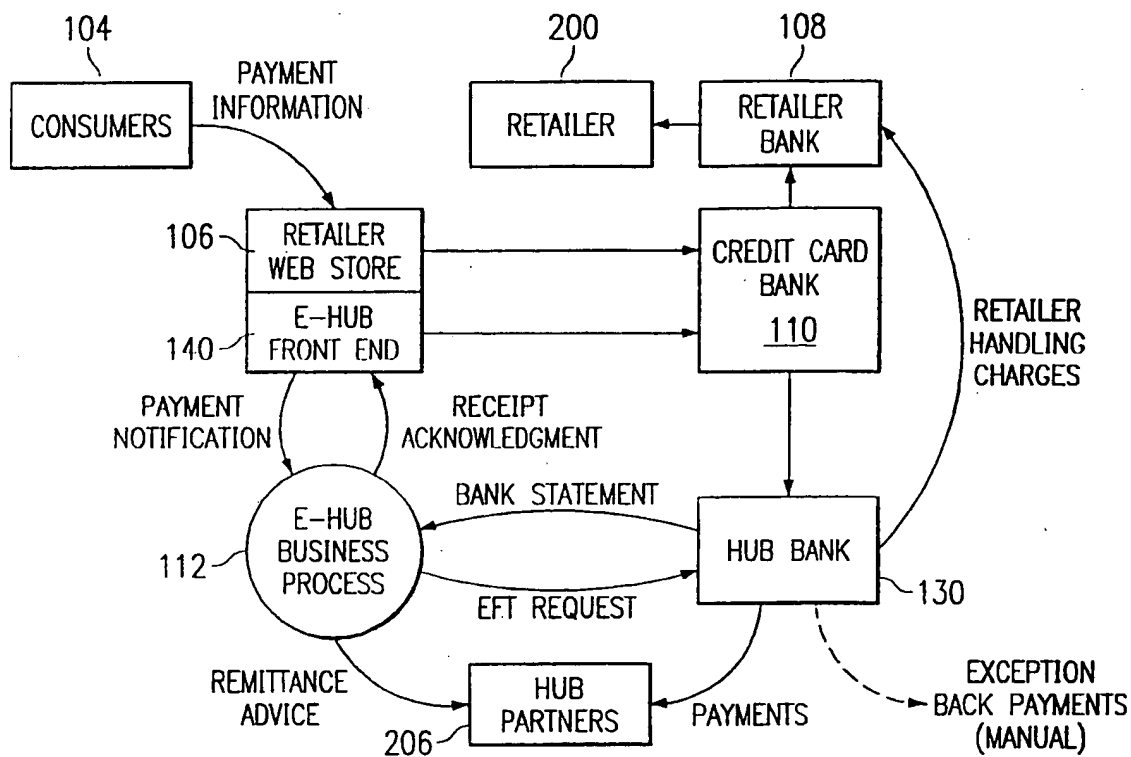 104
200
108
CONSUMERS
PAYMENT
INFORMATION
RETAILER
RETAILER
BANK
106
RETAILER
WEB STORE
140
E-HUB
FRONT END
CREDIT CARD
BANK
110
RETAILER
HANDLING
CHARGES
PAYMENT
NOTIFICATION
RECEIPT
ACKNOWLEDGMENT
BANK STATEMENT
112
E-HUB
BUSINESS
PROCESS
HUB BANK
130
EFT REQUEST
REMITTANCE
ADVICE
HUB
PARTNERS
206
PAYMENTS
EXCEPTION
BACK PAYMENTS
(MANUAL)